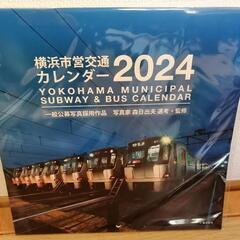 横浜市営交通
カレンダー2024
YOKOHAMA MUNICIPAL
SUBWAY & BUS CALENDAR
一般公募写真採用作品 写真家 森日出夫 選考・監修